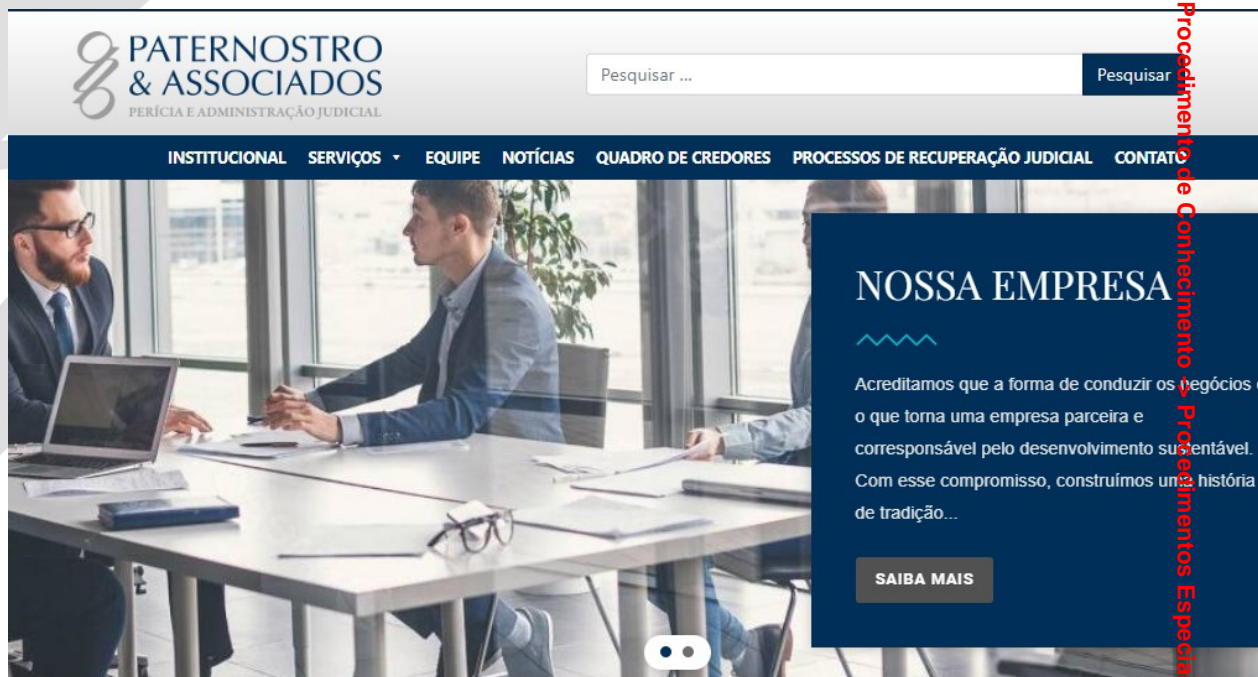 PATERNOSTRO
& ASSOCIADOS
PERÍCIA E ADMINISTRAÇÃO JUDICIAL
Pesquisar ...
Pesquisar
INSTITUCIONAL SERVIÇOS EQUIPE NOTÍCIAS QUADRO DE CREDORES PROCESSOS DE RECUPERAÇÃO JUDICIAL CONTATO
NOSSA EMPRESA
Acreditamos que a forma de conduzir os negócios
o que torna uma empresa parceira e
corresponsável pelo desenvolvimento sustentável.
Com esse compromisso, construímos uma história
de tradição...
SAIBA MAIS
Procedimento de Conhecimento -> Procedimentos Especia